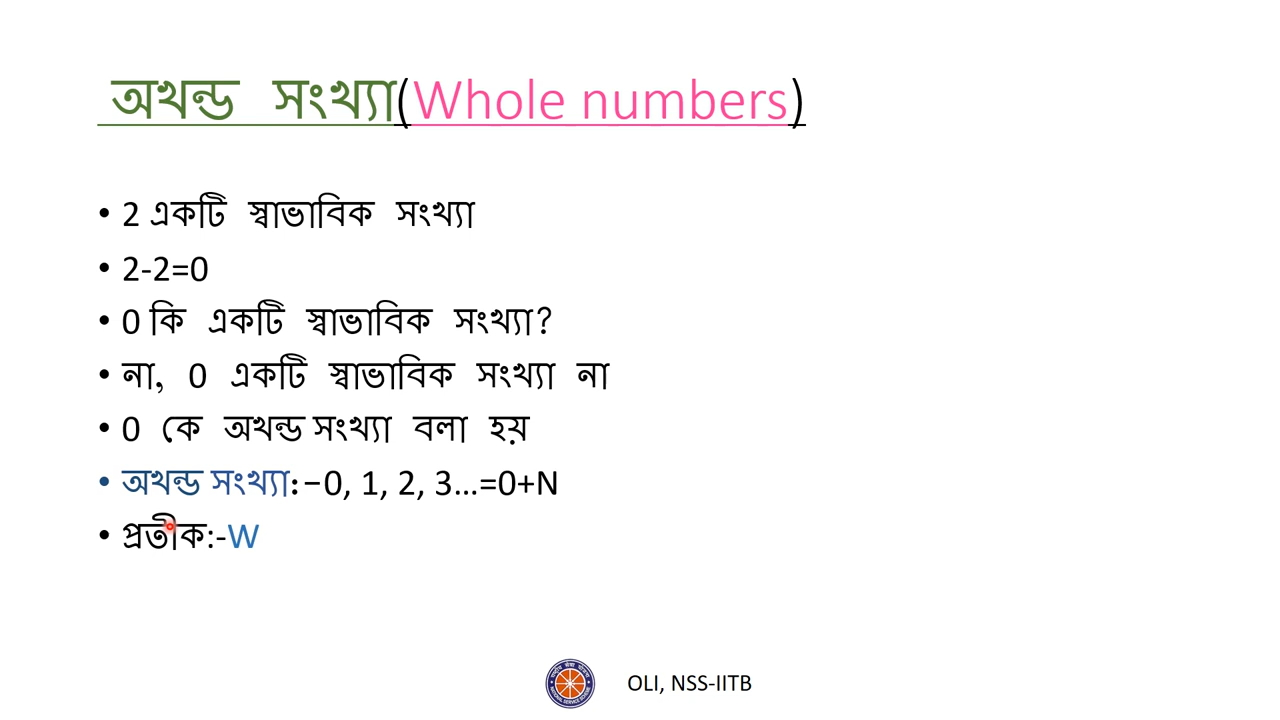 অখন্ড সংখ্যা(Whole numbers)
• 2 একটি স্বাভাবিক সংখ্যা
• 2-2=0
• 0 কি একটি স্বাভাবিক সংখ্যা?
• না, 0 একটি স্বাভাবিক সংখ্যা না
• 0 কে অখন্ড সংখ্যা বলা হয়
• অখন্ড সংখ্যা:−0, 1, 2, 3...=0+N
• প্রতীক:-W
OLI, NSS-IITB